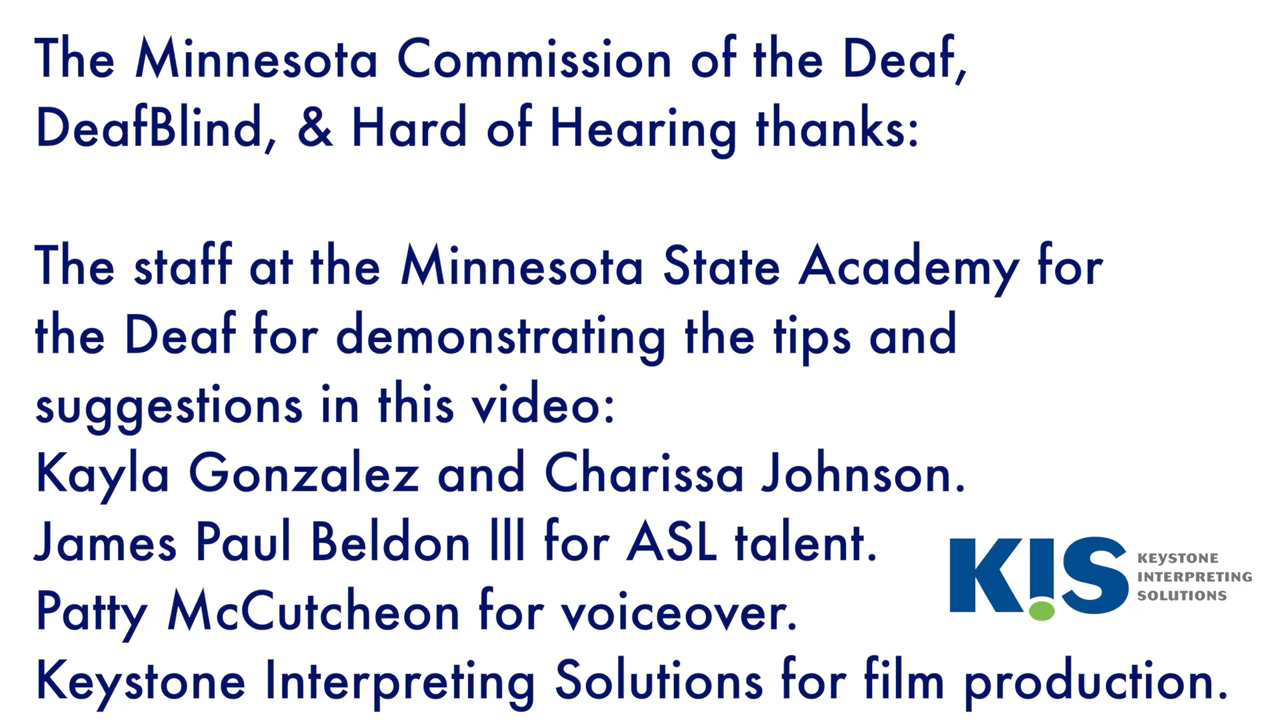 The Minnesota Commission of the Deaf,
DeafBlind, & Hard of Hearing thanks:
The staff at the Minnesota State Academy for
the Deaf for demonstrating the tips and
suggestions in this video:
Kayla Gonzalez and Charissa Johnson.
James Paul Beldon lll for ASL talent.
Patty McCutcheon for voiceover.
Keystone Interpreting Solutions for film production.
KIS
KEYSTONE
INTERPRETING
SOLUTIONS